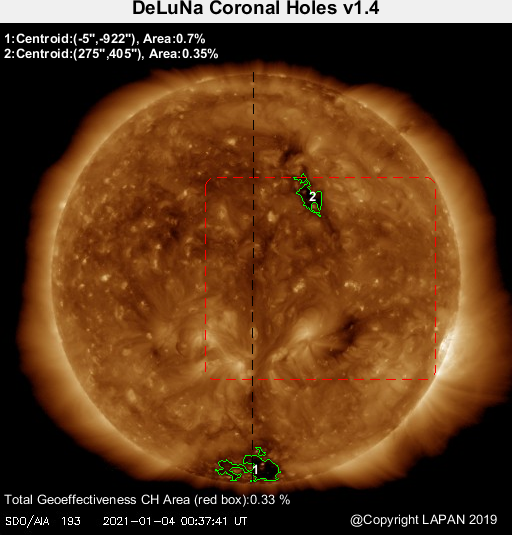 DeLuNa Coronal Holes v1.4
1:Centroid:(-5",-922"), Area:0.7%
2:Centroid:(275",405"), Area:0.35%
2
1
Total Geoeffectiveness CH Area (red box):0.33 %
SDO/AIA 193 2021-01-04 00:37:41 UT
@Copyright LAPAN 2019